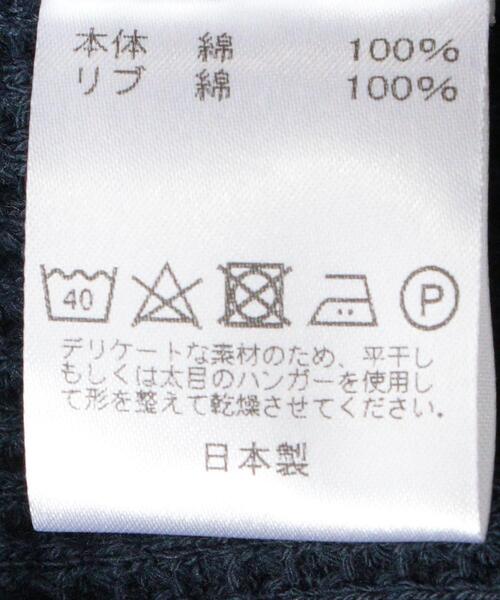 本体 綿 100%
リブ 綿 100%
40 P
デリケートな素材のため、平干し
もしくは太目のハンガーを使用し
て形を整えて乾燥させてください。
日本製